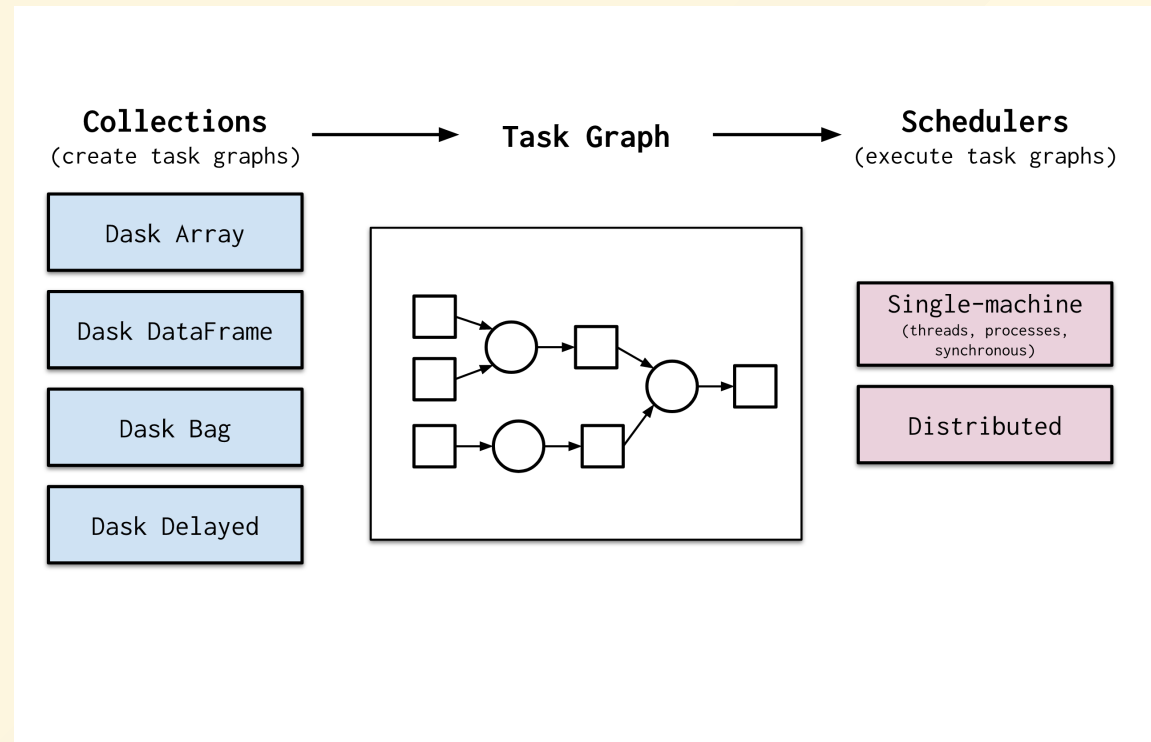 Collections
(create task graphs)
Task Graph
Schedulers
(execute task graphs)
Dask Array
Dask DataFrame
Dask Bag
Dask Delayed
Single-machine
(threads, processes,
synchronous)
Distributed